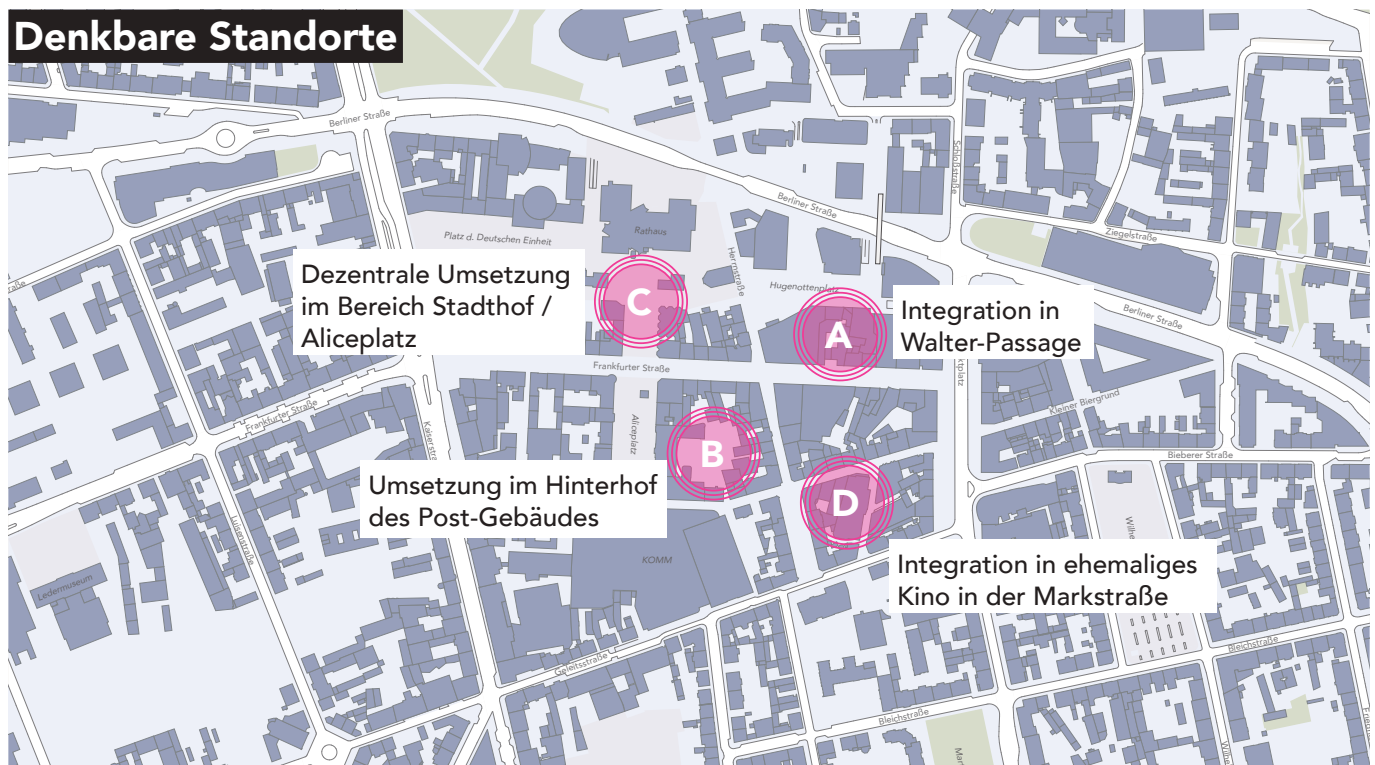 Denkbare Standorte
Berliner Straße
Schloßstraße
Berliner Straße
Ziegelstraße
Rathaus
Platz d. Deutschen Einheit
Herrnstraße
Hugenottenplatz
Dezentrale Umsetzung
im Bereich Stadthof /
Aliceplatz
C
A
Integration in
Walter-Passage
Berliner Straße
Frankfurter Straße
Frankfurter Straße
Kleiner Biergrund
Aliceplatz
B
Bieberer Straße
Umsetzung im Hinterhof
des Post-Gebäudes
D
Luisenstraße
KOMM
Ledermuseum
Integration in ehemaliges
Kino in der Markstraße
Geleitsstraße
Bleichstraße
Bleichstraße